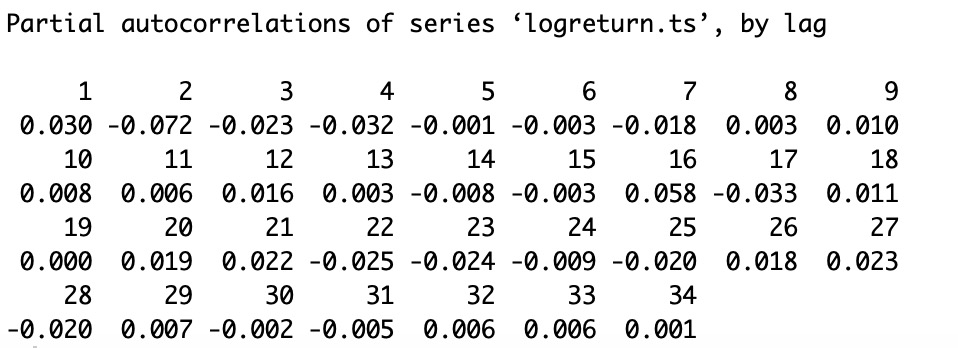 Partial autocorrelations of series ‘logreturn.ts’, by lag
1 2 3 4 5 6 7 8 9
0.030 -0.072 -0.023 -0.032 -0.001 -0.003 -0.018 0.003 0.010
10 11 12 13 14 15 16 17 18
0.008 0.006 0.016 0.003 -0.008 -0.003 0.058 -0.033 0.011
19 20 21 22 23 24 25 26 27
0.000 0.019 0.022 -0.025 -0.024 -0.009 -0.020 0.018 0.023
28 29 30 31 32 33 34
-0.020 0.007 -0.002 -0.005 0.006 0.006 0.001